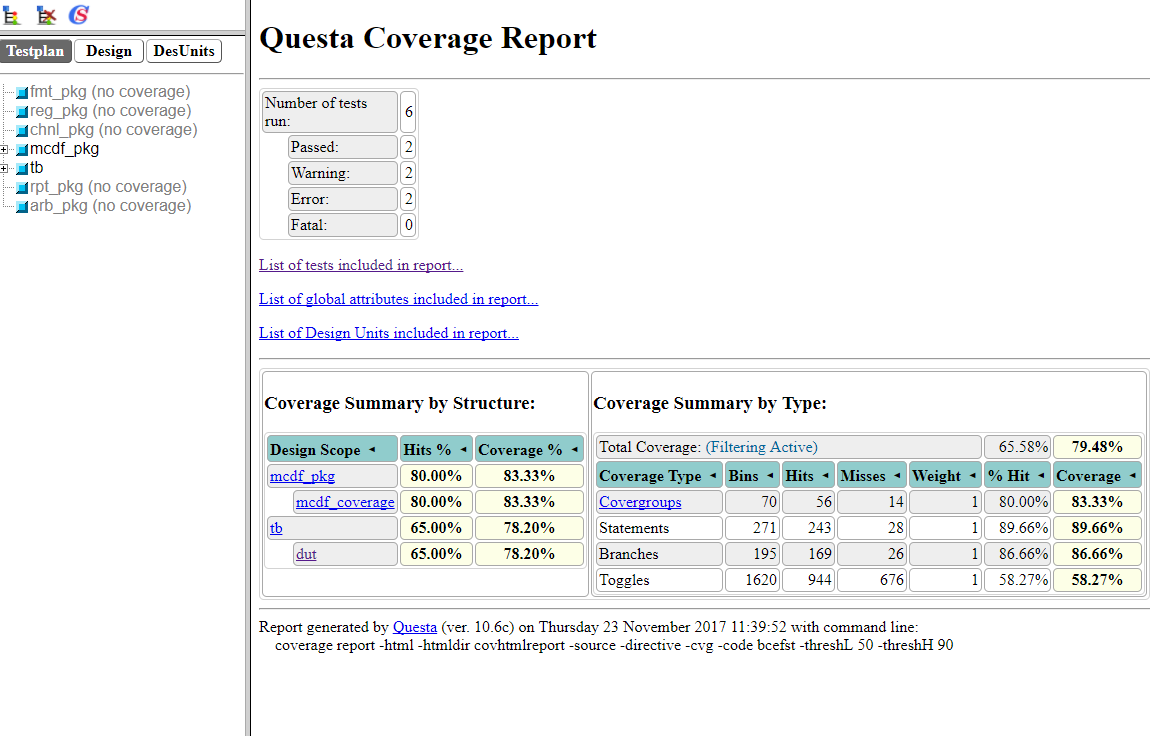 Testplan Design DesUnits
fmt_pkg (no coverage)
reg_pkg (no coverage)
chnl_pkg (no coverage)
mcdf_pkg
tb
rpt_pkg (no coverage)
arb_pkg (no coverage)
Questa Coverage Report
Number of tests
run: 6
Passed: 2
Warning: 2
Error: 2
Fatal: 0
List of tests included in report...
List of global attributes included in report...
List of Design Units included in report...
Coverage Summary by Structure:
Design Scope ◄ Hits % ◄ Coverage % ◄
mcdf_pkg 80.00% 83.33%
mcdf_coverage 80.00% 83.33%
tb 65.00% 78.20%
dut 65.00% 78.20%
Coverage Summary by Type:
Total Coverage: (Filtering Active) 65.58% 79.48%
Coverage Type ◄ Bins ◄ Hits ◄ Misses ◄ Weight ◄ % Hit ◄ Coverage ◄
Covergroups 70 56 14 1 80.00% 83.33%
Statements 271 243 28 1 89.66% 89.66%
Branches 195 169 26 1 86.66% 86.66%
Toggles 1620 944 676 1 58.27% 58.27%
Report generated by Questa (ver. 10.6c) on Thursday 23 November 2017 11:39:52 with command line:
coverage report -html -htmldir covhtmlreport -source -directive -cvg -code bcefst -threshL 50 -threshH 90